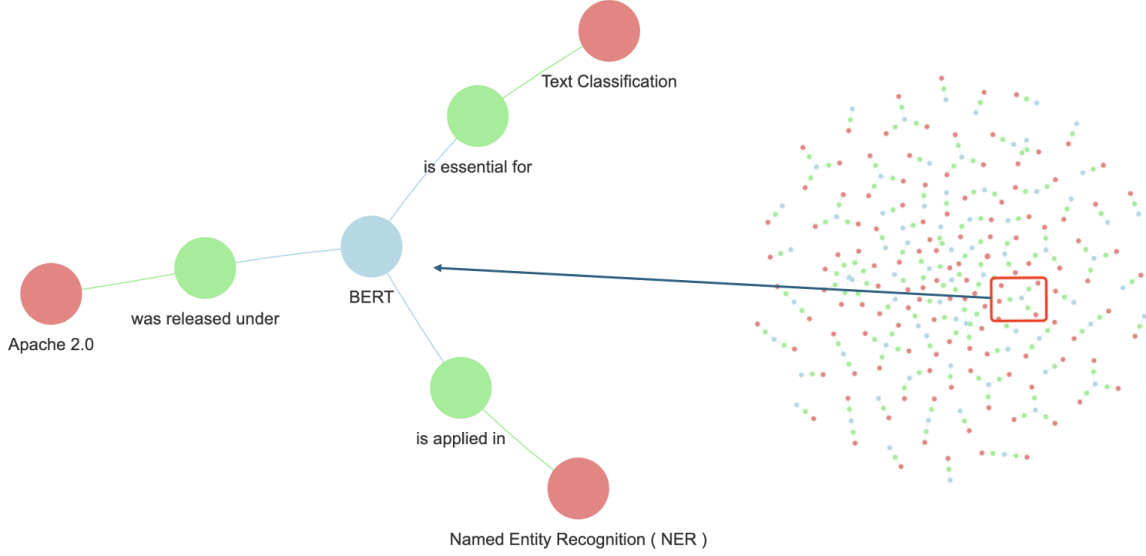 Text Classification
is essential for
BERT
was released under
Apache 2.0
is applied in
Named Entity Recognition ( NER )